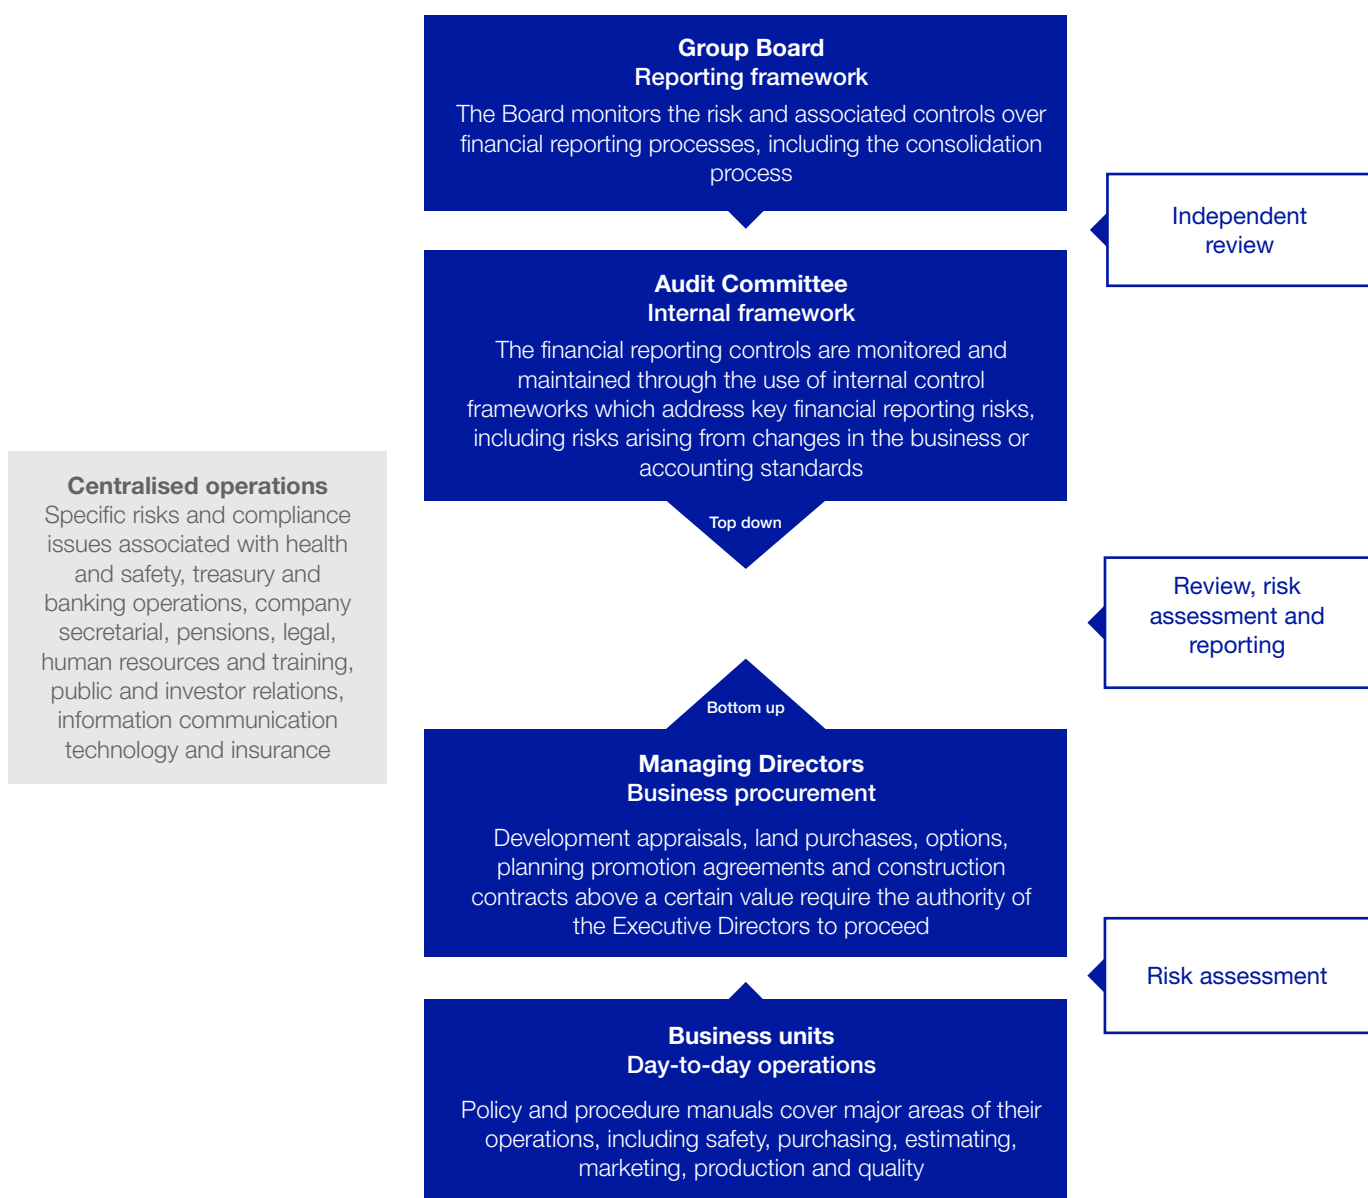 Group Board
Reporting framework
The Board monitors the risk and associated controls over
financial reporting processes, including the consolidation
process
Independent
review
Audit Committee
Internal framework
The financial reporting controls are monitored and
maintained through the use of internal control
frameworks which address key financial reporting risks,
including risks arising from changes in the business or
accounting standards
Top down
Centralised operations
Specific risks and compliance
issues associated with health
and safety, treasury and
banking operations, company
secretarial, pensions, legal,
human resources and training,
public and investor relations,
information communication
technology and insurance
Review, risk
assessment and
reporting
Bottom up
Managing Directors
Business procurement
Development appraisals, land purchases, options,
planning promotion agreements and construction
contracts above a certain value require the authority of
the Executive Directors to proceed
Risk assessment
Business units
Day-to-day operations
Policy and procedure manuals cover major areas of their
operations, including safety, purchasing, estimating,
marketing, production and quality